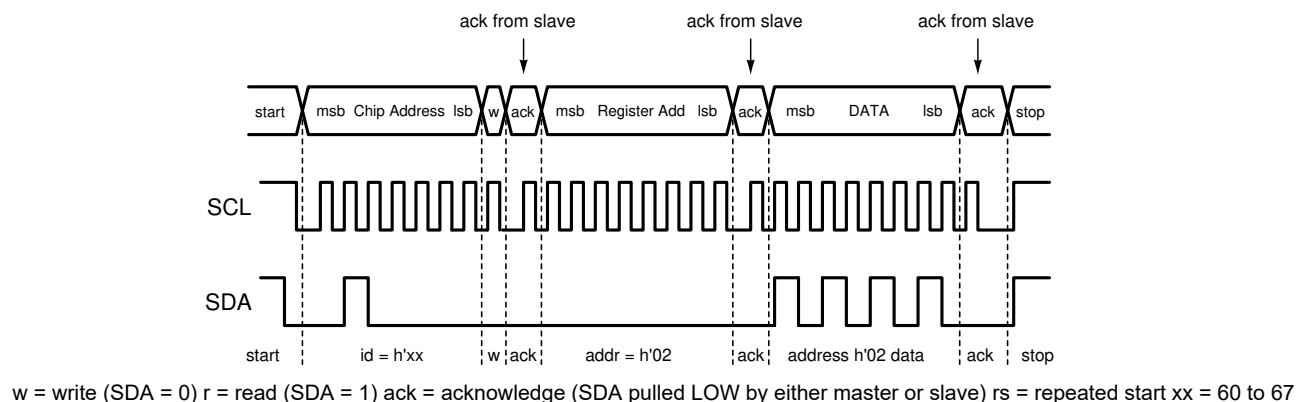 ack from slave ack from slave ack from slave
start msb Chip Address lsb w ack msb Register Add lsb ack msb DATA lsb ack stop
SCL
SDA
start id = h'xx w ack addr = h'02 ack address h'02 data ack stop
w = write (SDA = 0) r = read (SDA = 1) ack = acknowledge (SDA pulled LOW by either master or slave) rs = repeated start xx = 60 to 67